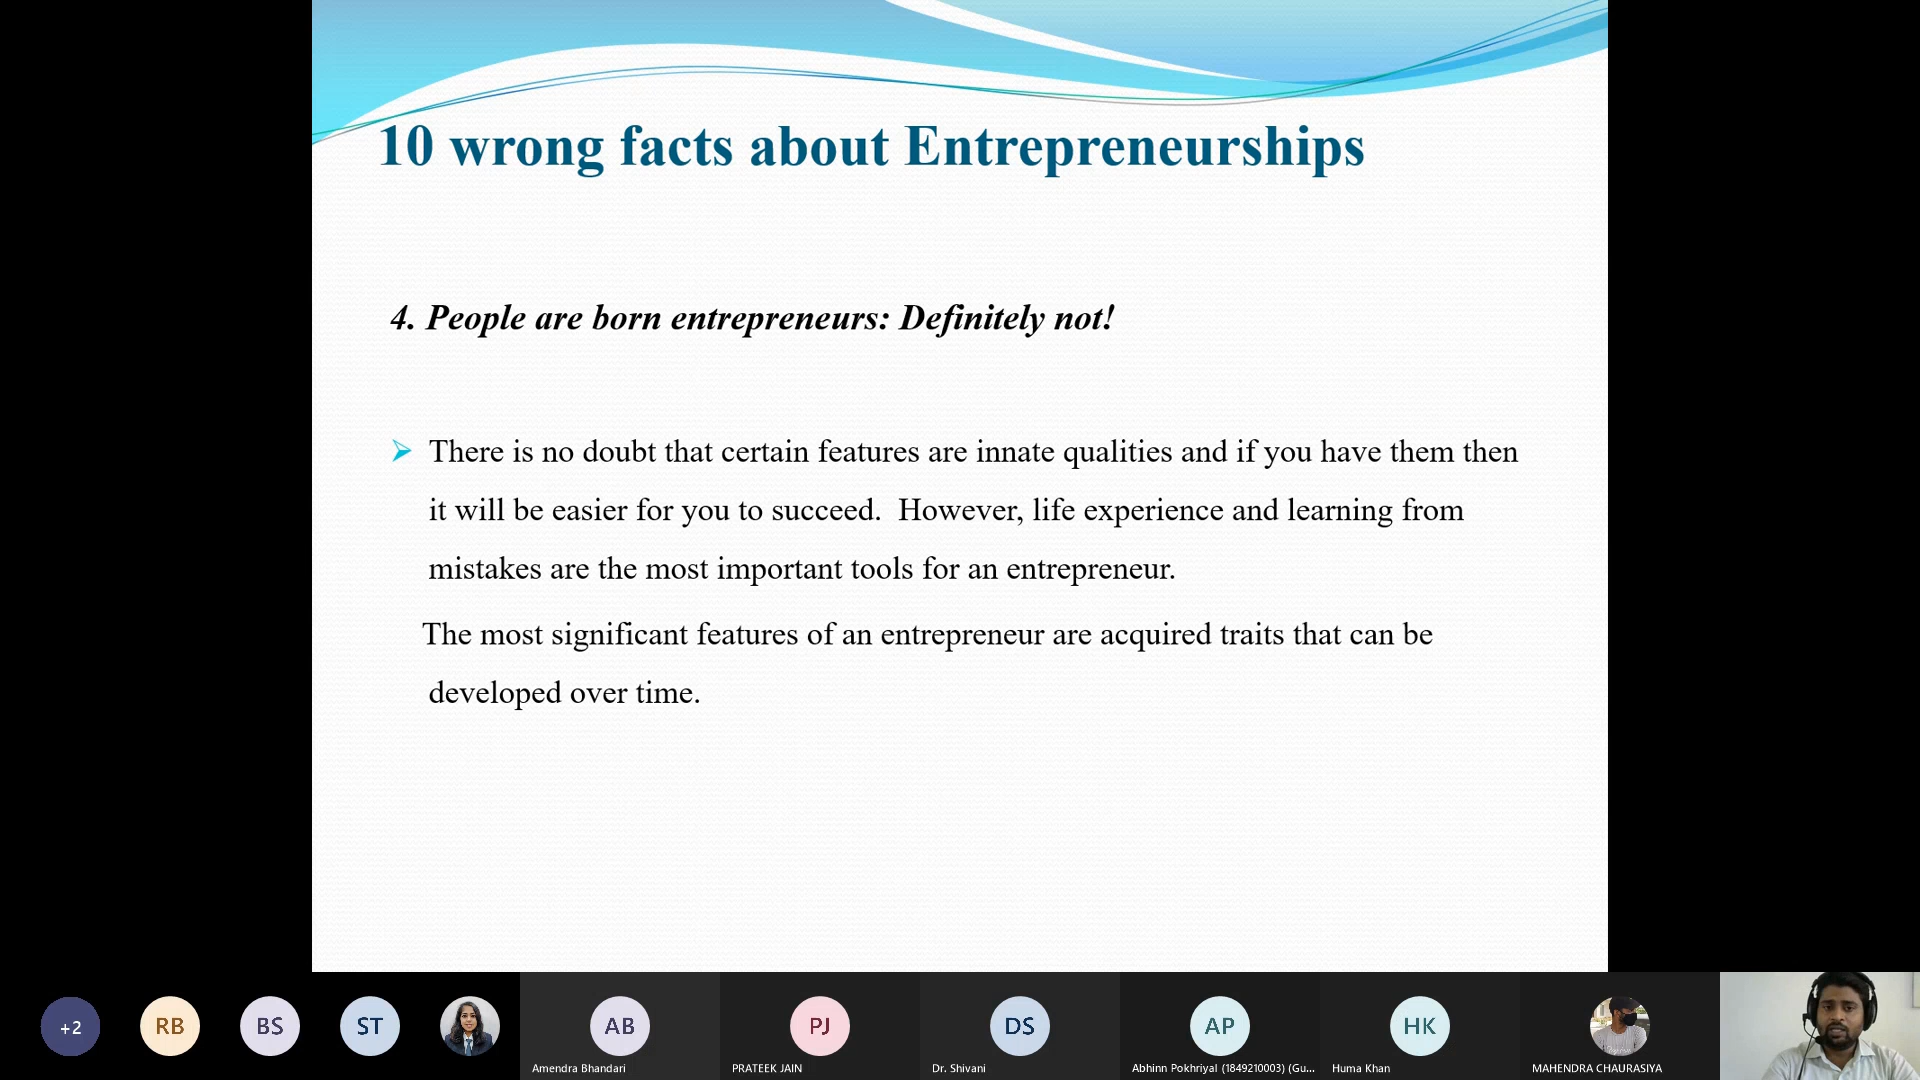 10 wrong facts about Entrepreneurships
4. People are born entrepreneurs: Definitely not!
There is no doubt that certain features are innate qualities and if you have them then
it will be easier for you to succeed.  However, life experience and learning from
mistakes are the most important tools for an entrepreneur.
The most significant features of an entrepreneur are acquired traits that can be
developed over time.
+2
RB
BS
ST
AB
PJ
DS
AP
HK
Amendra Bhandari
PRATEEK JAIN
Dr. Shivani
Abhinn Pokhriyal (1849210003) (Gu...
Huma Khan
MAHENDRA CHAURASIYA